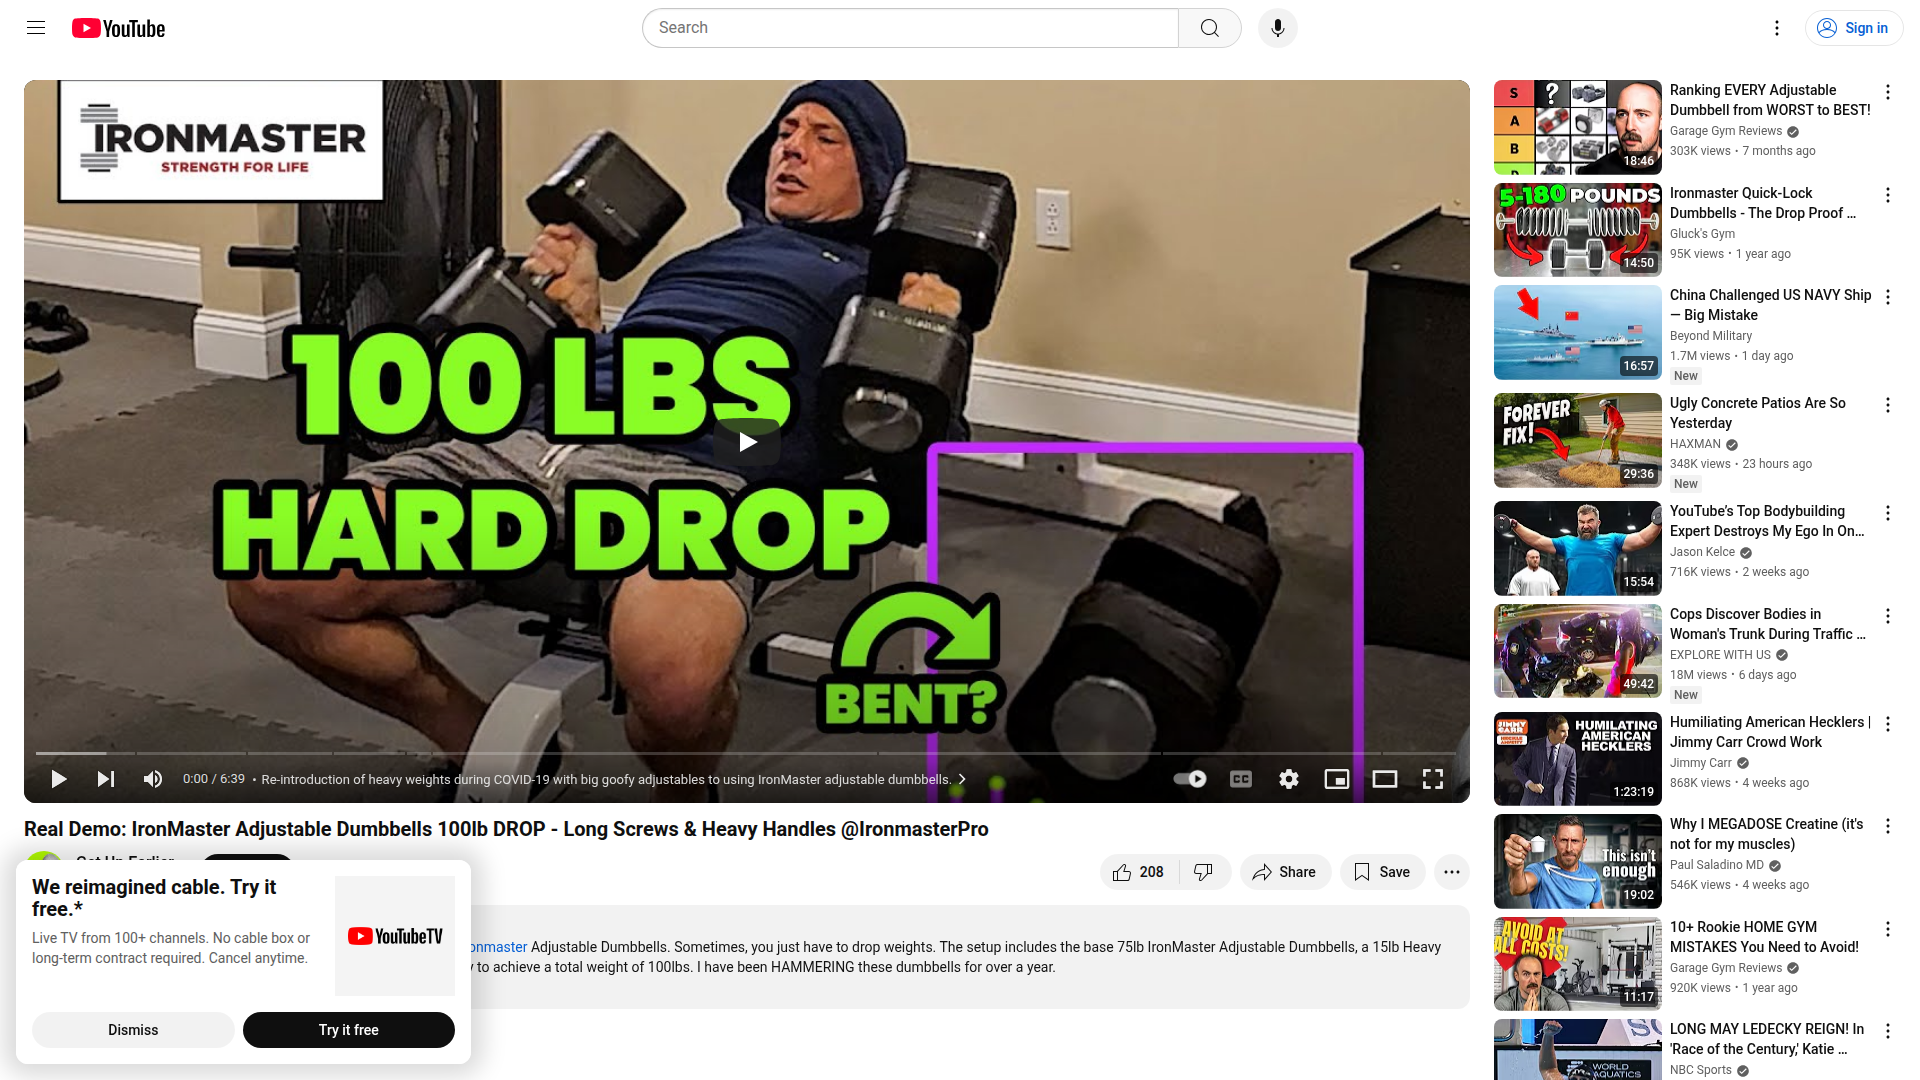 YouTube
Search
Sign in
IRONMASTER
STRENGTH FOR LIFE
100 LBS
HARD DROP
BENT?
0:00 / 6:39 • Re-introduction of heavy weights during COVID-19 with big goofy adjustables to using IronMaster adjustable dumbbells.
CC
Real Demo: IronMaster Adjustable Dumbbells 100lb DROP - Long Screws & Heavy Handles @IronmasterPro
208
Share
Save
onmaster Adjustable Dumbbells. Sometimes, you just have to drop weights. The setup includes the base 75lb IronMaster Adjustable Dumbbells, a 15lb Heavy
to achieve a total weight of 100lbs. I have been HAMMERING these dumbbells for over a year.
We reimagined cable. Try it
free.*
Live TV from 100+ channels. No cable box or
long-term contract required. Cancel anytime.
YouTubeTV
Dismiss
Try it free
S
?
A
B
18:46
Ranking EVERY Adjustable
Dumbbell from WORST to BEST!
Garage Gym Reviews
303K views • 7 months ago
5-180 POUNDS
14:50
Ironmaster Quick-Lock
Dumbbells - The Drop Proof ...
Gluck's Gym
95K views • 1 year ago
16:57
China Challenged US NAVY Ship
— Big Mistake
Beyond Military
1.7M views • 1 day ago
New
FOREVER
FIX!
29:36
Ugly Concrete Patios Are So
Yesterday
HAXMAN
348K views • 23 hours ago
New
15:54
YouTube's Top Bodybuilding
Expert Destroys My Ego In On...
Jason Kelce
716K views • 2 weeks ago
49:42
Cops Discover Bodies in
Woman's Trunk During Traffic ...
EXPLORE WITH US
18M views • 6 days ago
New
JIMMY
CARR
HUMILATING
AMERICAN
HECKLERS
1:23:19
Humiliating American Hecklers |
Jimmy Carr Crowd Work
Jimmy Carr
868K views • 4 weeks ago
This isn't
enough
19:02
Why I MEGADOSE Creatine (it's
not for my muscles)
Paul Saladino MD
546K views • 4 weeks ago
AVOID AT
ALL COSTS!
11:17
10+ Rookie HOME GYM
MISTAKES You Need to Avoid!
Garage Gym Reviews
920K views • 1 year ago
WORLD
AQUATICS
LONG MAY LEDECKY REIGN! In
'Race of the Century,' Katie ...
NBC Sports